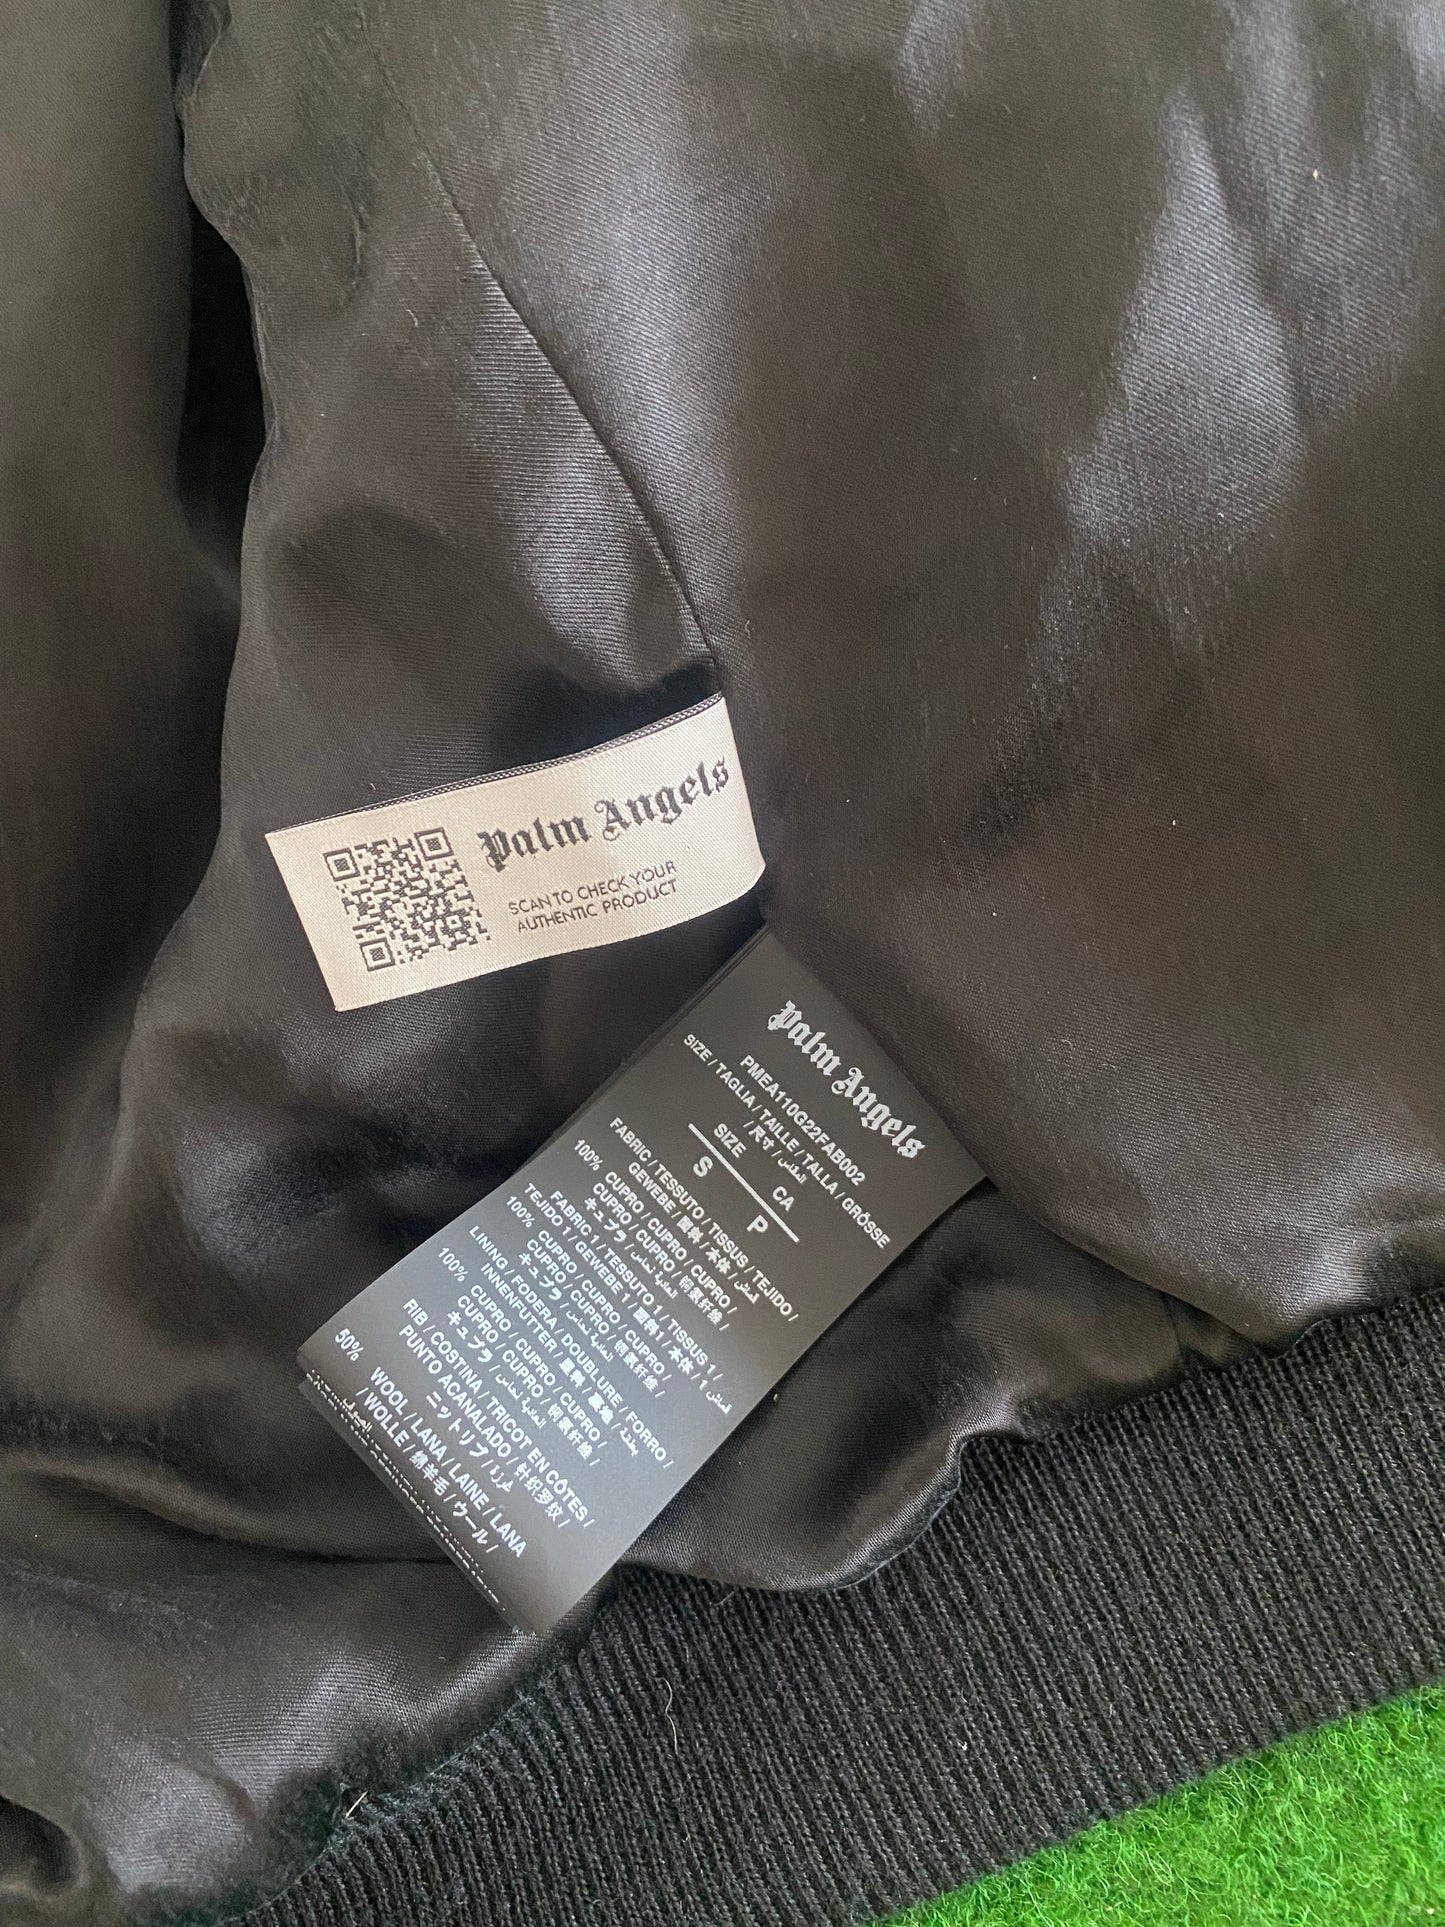 Palm Angels
SCAN TO CHECK YOUR
AUTHENTIC PRODUCT
Palm Angels
PMEA110G22FAB002
SIZE / TAGLIA / TAILLE / TALLA / GRÖSSE
/ 尺寸 / المقاس
SIZE CA
S P
FABRIC / TESSUTO / TISSUS / TEJIDO /
GEWEBE / 面料 / 本体 / قماش
100% CUPRO / CUPRO / CUPRO /
CUPRO / CUPRO / 铜氨纤维 /
キュプラ /
FABRIC 1 / TESSUTO 1 / TISSUS 1 /
TEJIDO 1 / GEWEBE 1 / 面料1 / 本体1 / قماش 1
100% CUPRO / CUPRO / CUPRO /
CUPRO / CUPRO / 铜氨纤维 /
キュプラ /
LINING / FODERA / DOUBLURE / FORRO /
INNENFUTTER / 里料 / 裏地 / بطانة
100% CUPRO / CUPRO / CUPRO /
CUPRO / CUPRO / 铜氨纤维 /
キュプラ /
RIB / COSTINA / TRICOT EN CÔTES /
PUNTO ACANALADO / 针织罗纹 /
ニットリブ /
50% WOOL / LANA / LAINE / LANA
/ WOLLE / 绵羊毛 / ウール /